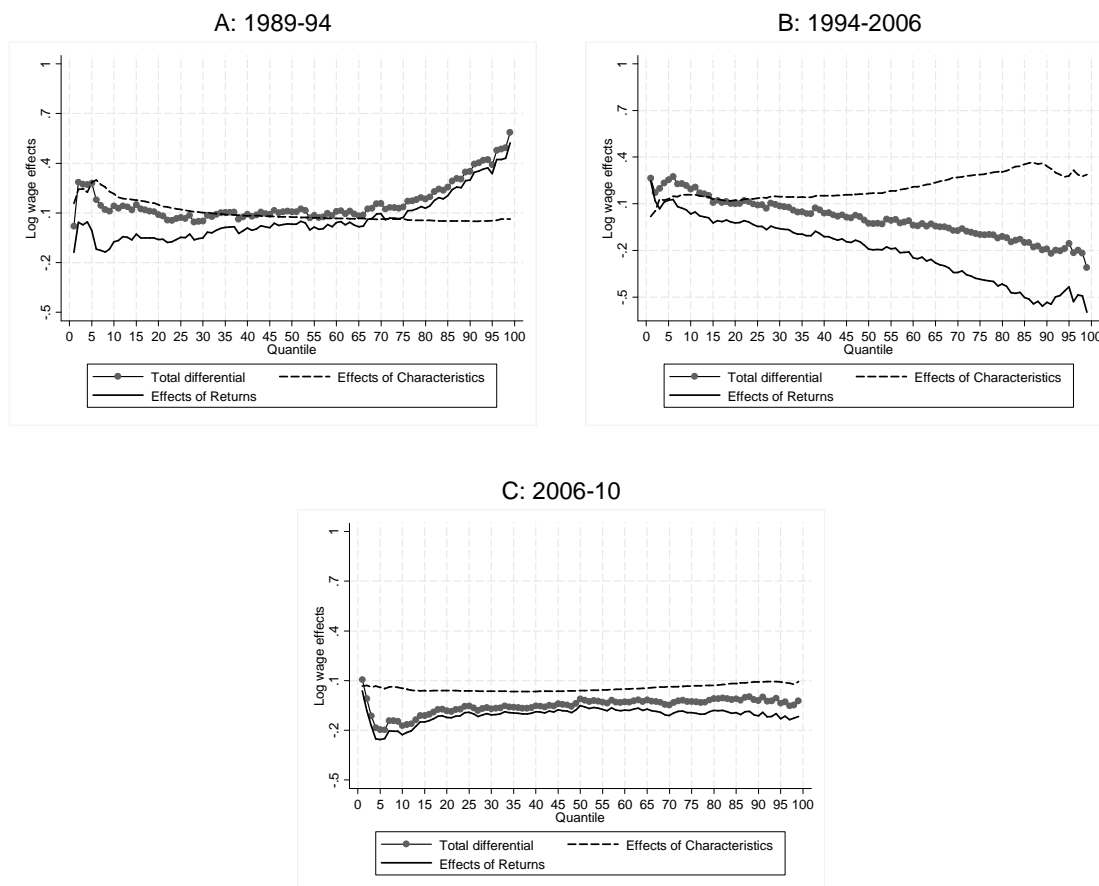 A: 1989-94
1
.7
.4
.1
-.2
-.5
Log wage effects
0 5 10 15 20 25 30 35 40 45 50 55 60 65 70 75 80 85 90 95 100
Quantile
Total differential Effects of Characteristics
Effects of Returns
B: 1994-2006
1
.7
.4
.1
-.2
-.5
Log wage effects
0 5 10 15 20 25 30 35 40 45 50 55 60 65 70 75 80 85 90 95 100
Quantile
Total differential Effects of Characteristics
Effects of Returns
C: 2006-10
1
.7
.4
.1
-.2
-.5
Log wage effects
0 5 10 15 20 25 30 35 40 45 50 55 60 65 70 75 80 85 90 95 100
Quantile
Total differential Effects of Characteristics
Effects of Returns